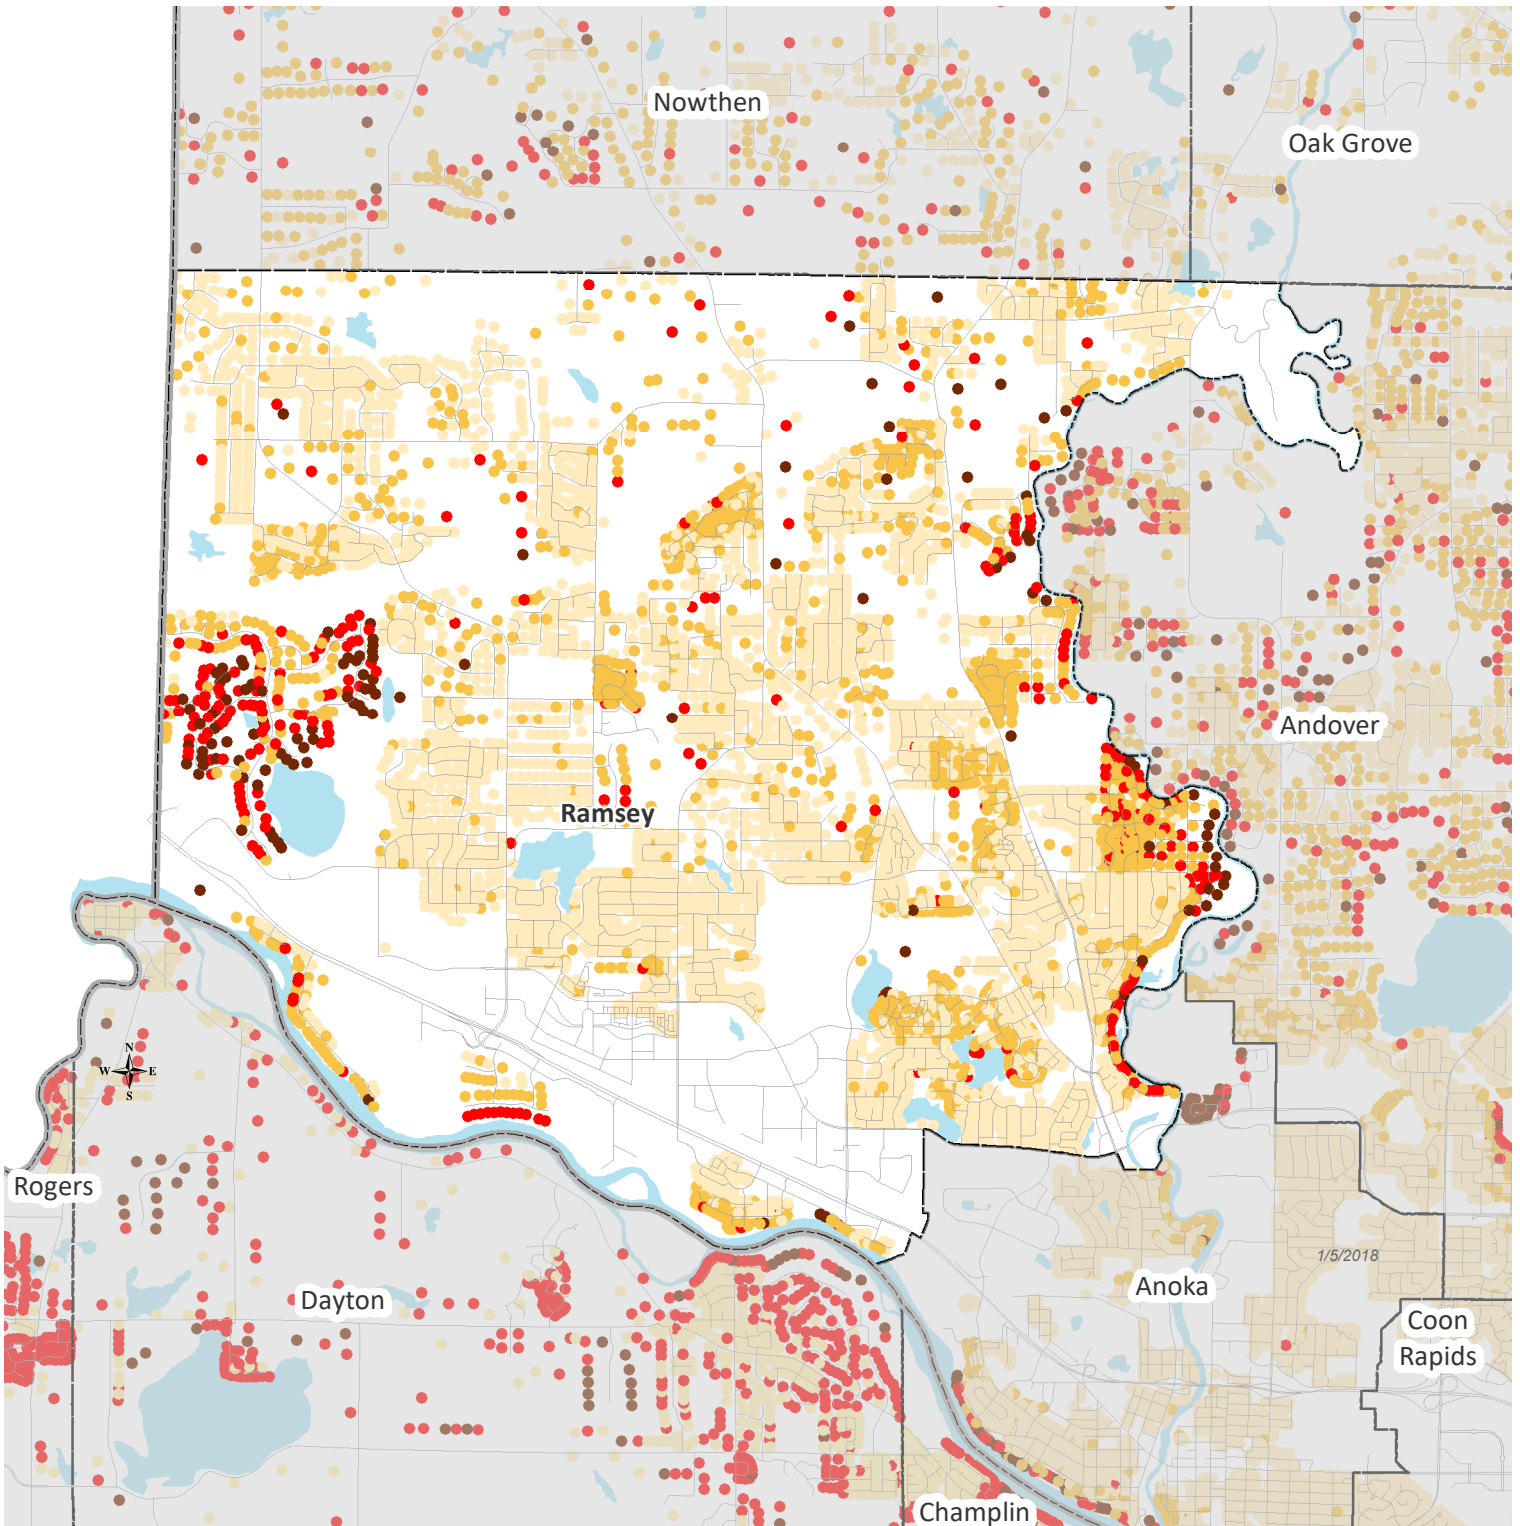 Nowthen
Oak Grove
Andover
Ramsey
N
W E
S
Rogers
1/5/2018
Dayton
Anoka
Coon
Rapids
Champlin